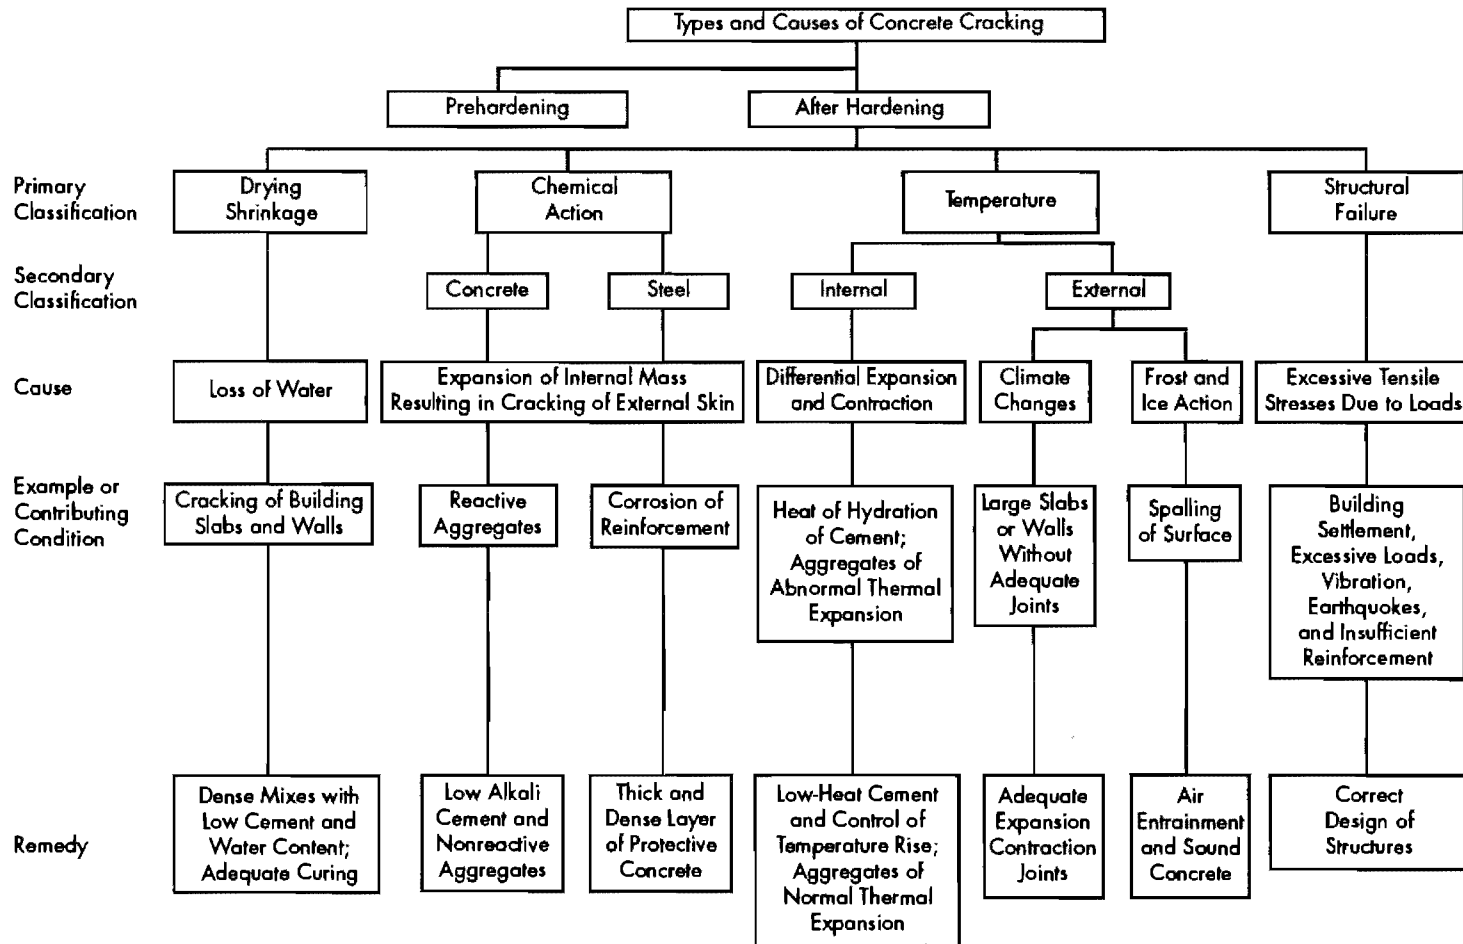 Types and Causes of Concrete Cracking
Prehardening
After Hardening
Primary
Classification
Drying
Shrinkage
Chemical
Action
Temperature
Structural
Failure
Secondary
Classification
Concrete
Steel
Internal
External
Cause
Loss of Water
Expansion of Internal Mass
Resulting in Cracking of External Skin
Differential Expansion
and Contraction
Climate
Changes
Frost and
Ice Action
Excessive Tensile
Stresses Due to Loads
Example or
Contributing
Condition
Cracking of Building
Slabs and Walls
Reactive
Aggregates
Corrosion of
Reinforcement
Heat of Hydration
of Cement;
Aggregates of
Abnormal Thermal
Expansion
Large Slabs
or Walls
Without
Adequate
Joints
Spalling
of Surface
Building
Settlement,
Excessive Loads,
Vibration,
Earthquokes,
and Insufficient
Reinforcement
Remedy
Dense Mixes with
Low Cement and
Water Content;
Adequate Curing
Low Alkali
Cement and
Nonreactive
Aggregates
Thick and
Dense Layer
of Protective
Concrete
Low-Heat Cement
and Control of
Temperature Rise;
Aggregates of
Normal Thermal
Expansion
Adequate
Expansion
Contraction
Joints
Air
Entrainment
and Sound
Concrete
Correct
Design of
Structures